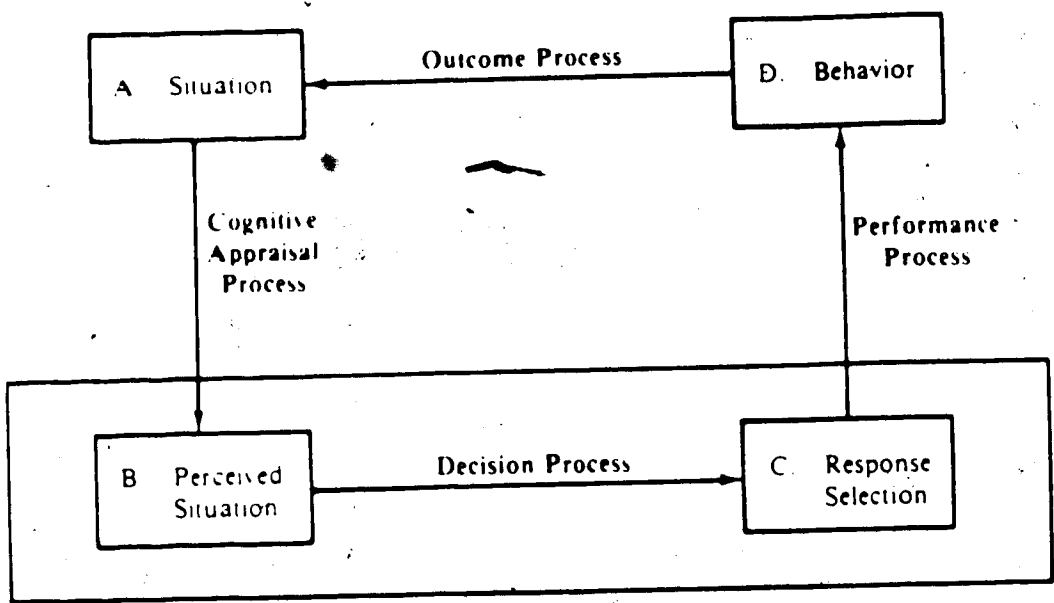 Outcome Process
A Situation
D. Behavior
Cognitive
Appraisal
Process
Performance
Process
Decision Process
B Perceived
Situation
C. Response
Selection